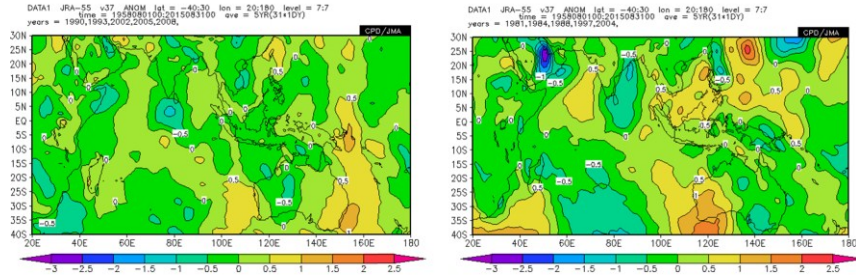 DATA1 JRA-55 v37 ANOM lat = -40:30 lon = 20:180 level = 7:7
time = 1958080100:2015083100 ave = 5YR(31*1DY)
years = 1990,1993,2002,2005,2008,
CPD/JMA
30N
25N
20N
15N
10N
5N
EQ
5S
10S
15S
20S
25S
30S
35S
40S
20E 40E 60E 80E 100E 120E 140E 160E 180
-3 -2.5 -2 -1.5 -1 -0.5 0 0.5 1 1.5 2 2.5
DATA1 JRA-55 v37 ANOM lat = -40:30 lon = 20:180 level = 7:7
time = 1958080100:2015083100 ave = 5YR(31*1DY)
years = 1981,1984,1988,1997,2004,
CPD/JMA
30N
25N
20N
15N
10N
5N
EQ
5S
10S
15S
20S
25S
30S
35S
40S
20E 40E 60E 80E 100E 120E 140E 160E 180
-3 -2.5 -2 -1.5 -1 -0.5 0 0.5 1 1.5 2 2.5